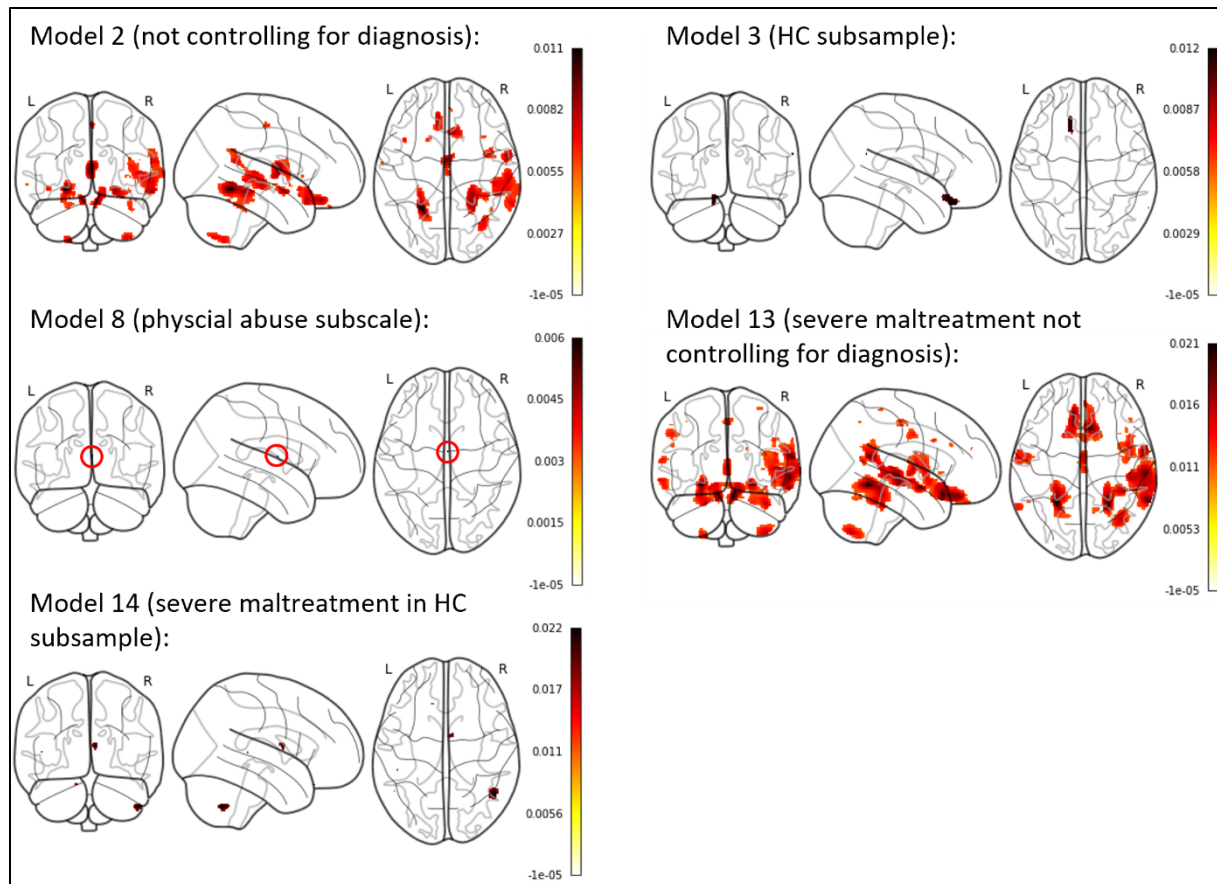 Model 2 (not controlling for diagnosis):
L
R
0.011
0.0082
0.0055
0.0027
-1e-05
Model 3 (HC subsample):
L
R
0.012
0.0087
0.0058
0.0029
-1e-05
Model 8 (physcial abuse subscale):
L
R
0.006
0.0045
0.003
0.0015
-1e-05
Model 13 (severe maltreatment not
controlling for diagnosis):
L
R
L
R
0.021
0.016
0.011
0.0053
-1e-05
Model 14 (severe maltreatment in HC
subsample):
L
R
L
R
0.022
0.017
0.011
0.0056
-1e-05